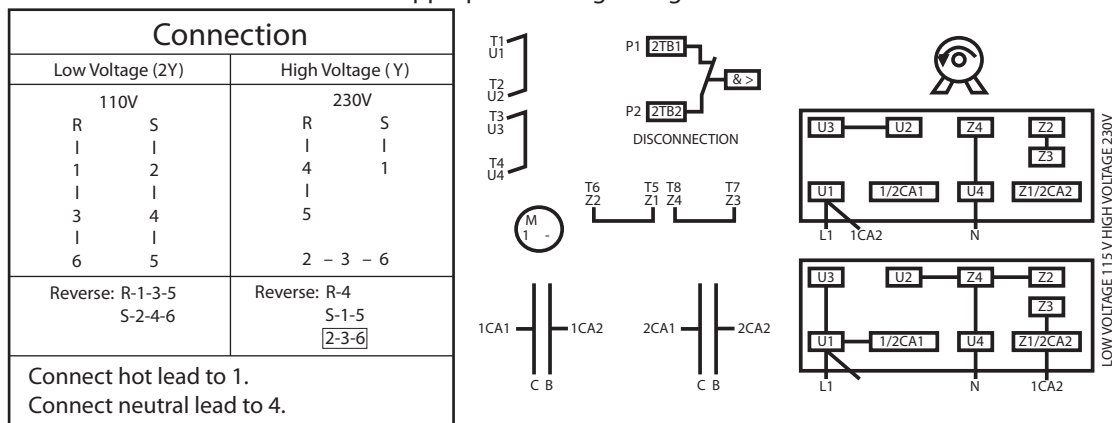 Connection
Low Voltage (2Y)
High Voltage ( Y)
110V
R S
I I
1 2
I I
3 4
I I
6 5
230V
R S
I I
4 1
I
5
2 – 3 – 6
Reverse: R-1-3-5
S-2-4-6
Reverse: R-4
S-1-5
2-3-6
Connect hot lead to 1.
Connect neutral lead to 4.
T1
U1
T2
U2
T3
U3
T4
U4
P1 2TB1
& >
P2 2TB2
DISCONNECTION
M
1 -
T6 T5 T8 T7
Z2 Z1 Z4 Z3
1CA1 1CA2
C B
2CA1 2CA2
C B
U3 U2 Z4 Z2
Z3
U1 1/2CA1 U4 Z1/2CA2
L1 1CA2 N
U3 U2 Z4 Z2
Z3
U1 1/2CA1 U4 Z1/2CA2
L1 N 1CA2
LOW VOLTAGE 115 V HIGH VOLTAGE 230V